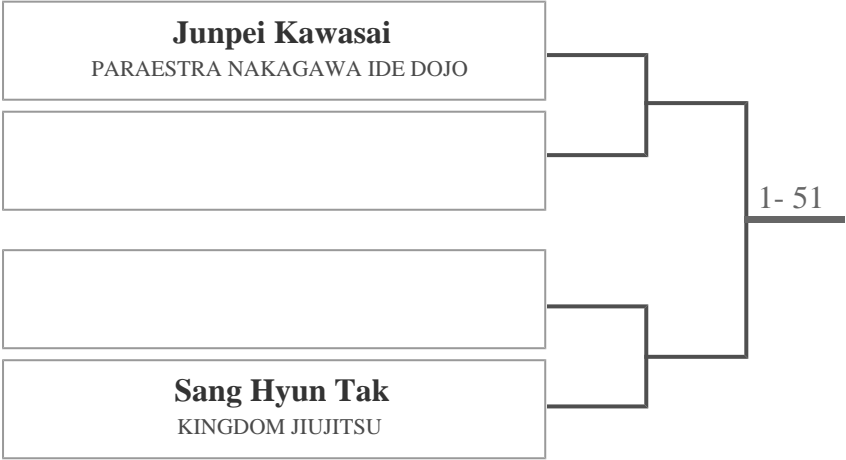 Junpei Kawasai
PARAESTRA NAKAGAWA IDE DOJO
1- 51
Sang Hyun Tak
KINGDOM JIUJITSU